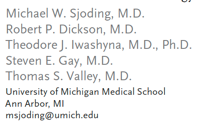 Michael W. Sjoding, M.D.
Robert P. Dickson, M.D.
Theodore J. Iwashyna, M.D., Ph.D.
Steven E. Gay, M.D.
Thomas S. Valley, M.D.
University of Michigan Medical School
Ann Arbor, MI
msjoding@umich.edu